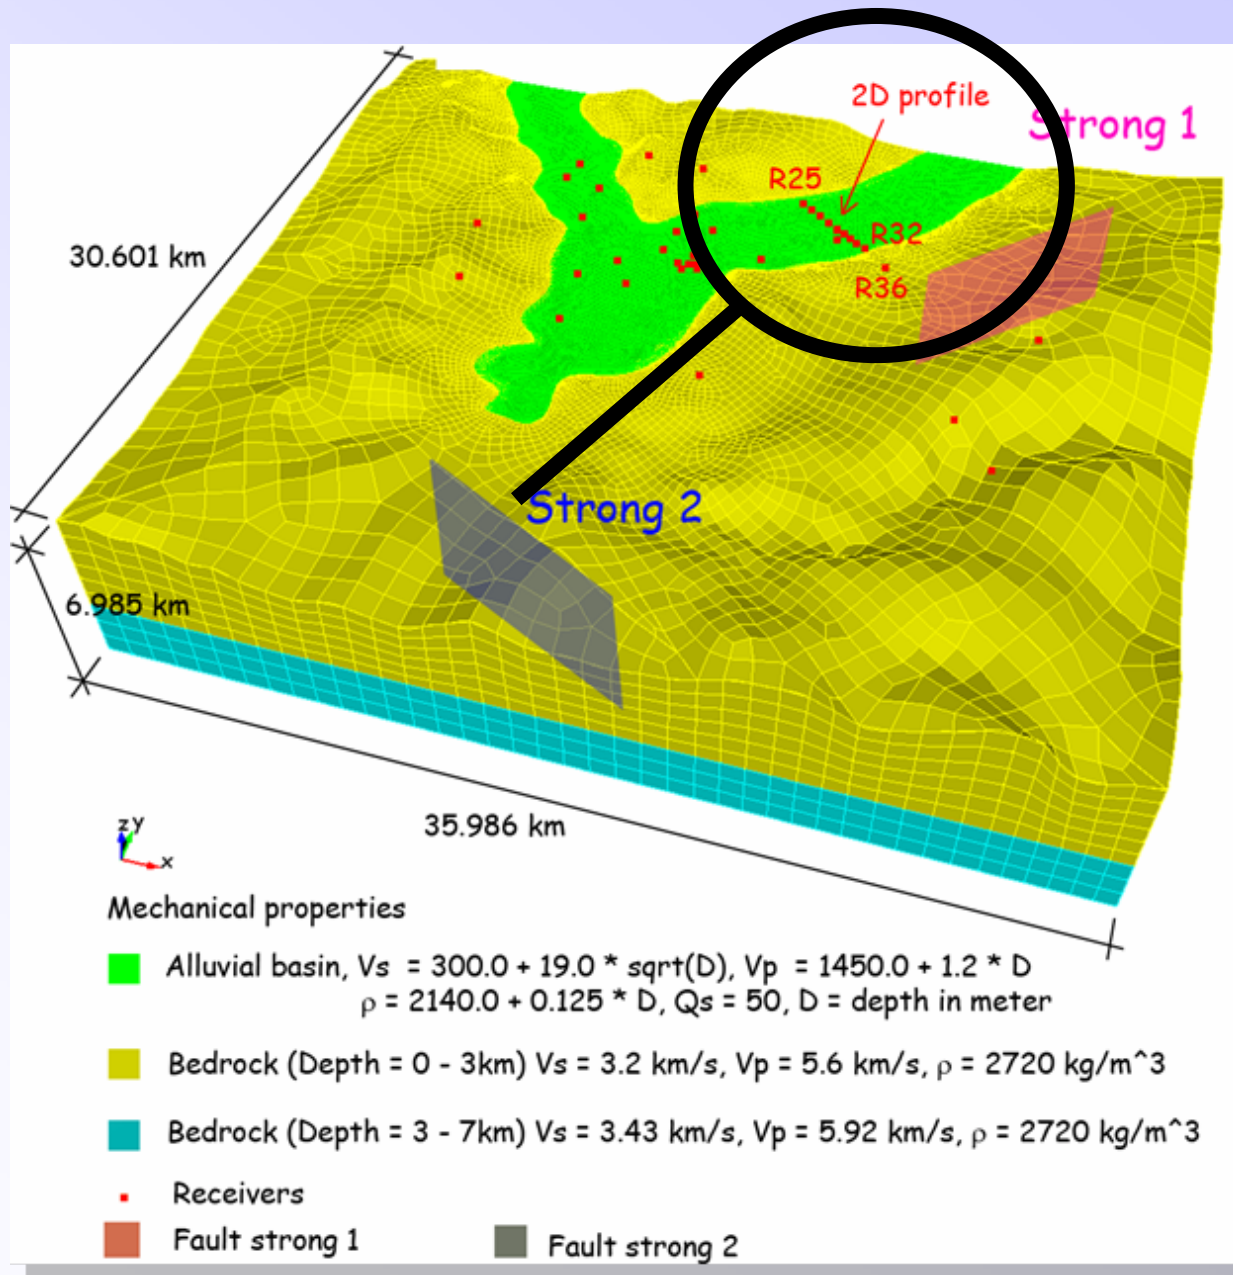 2D profile
Strong 1
R25
R32
R36
30.601 km
Strong 2
6.985 km
35.986 km
z y
x
Mechanical properties
Alluvial basin, Vs = 300.0 + 19.0 * sqrt(D), Vp = 1450.0 + 1.2 * D
ρ = 2140.0 + 0.125 * D, Qs = 50, D = depth in meter
Bedrock (Depth = 0 - 3km) Vs = 3.2 km/s, Vp = 5.6 km/s, ρ = 2720 kg/m^3
Bedrock (Depth = 3 - 7km) Vs = 3.43 km/s, Vp = 5.92 km/s, ρ = 2720 kg/m^3
Receivers
Fault strong 1
Fault strong 2